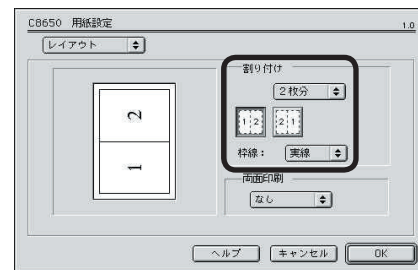 C8650 用紙設定
1.0
レイアウト
割り付け
2枚分
1 2
2 1
枠線： 実線
両面印刷
なし
2
1
ヘルプ キャンセル OK